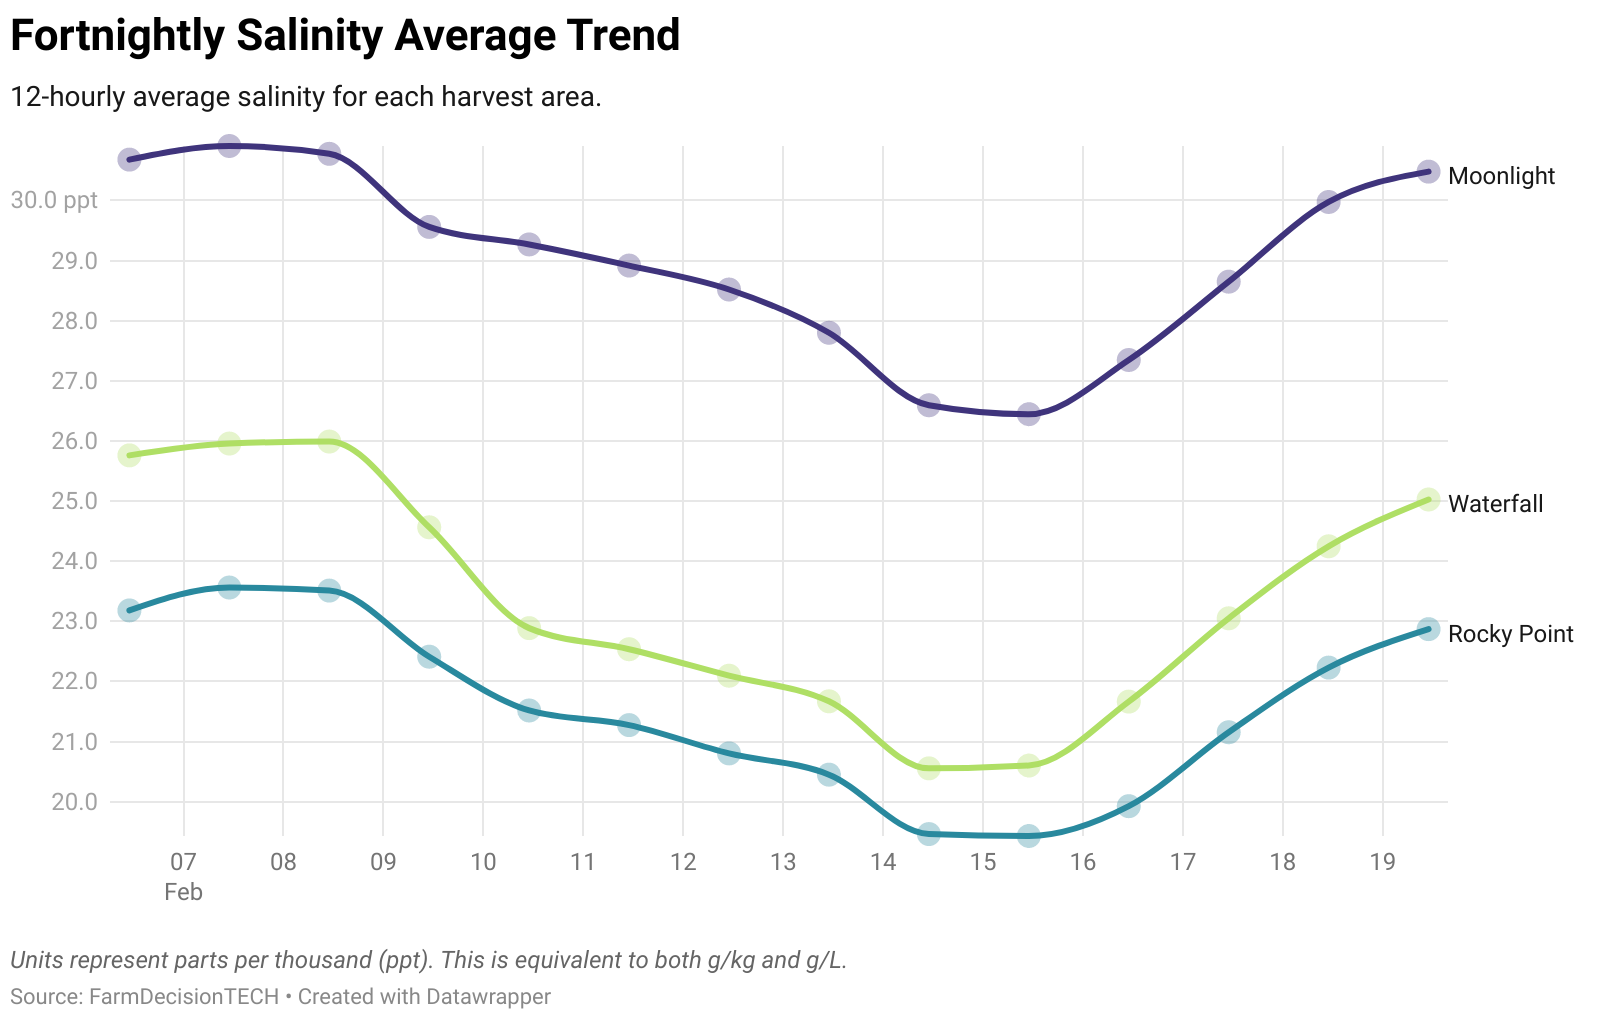 Fortnightly Salinity Average Trend
12-hourly average salinity for each harvest area.
Moonlight
30.0 ppt
29.0
28.0
27.0
26.0
25.0
Waterfall
24.0
23.0
Rocky Point
22.0
21.0
20.0
07 08 09 10 11 12 13 14 15 16 17 18 19
Feb
Units represent parts per thousand (ppt). This is equivalent to both g/kg and g/L.
Source: FarmDecisionTECH • Created with Datawrapper